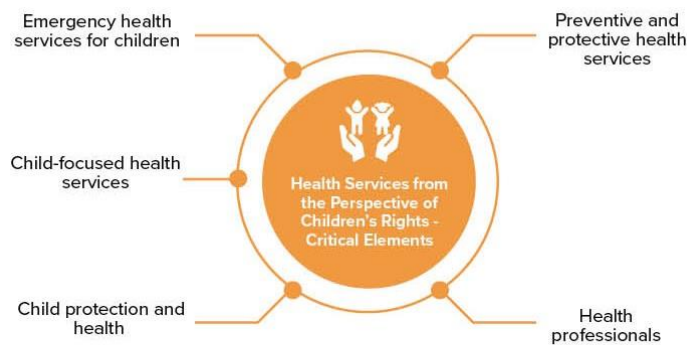 Emergency health
services for children
Preventive and
protective health
services
Child-focused health
services
Health Services from
the Perspective of
Children's Rights -
Critical Elements
Child protection and
health
Health
professionals